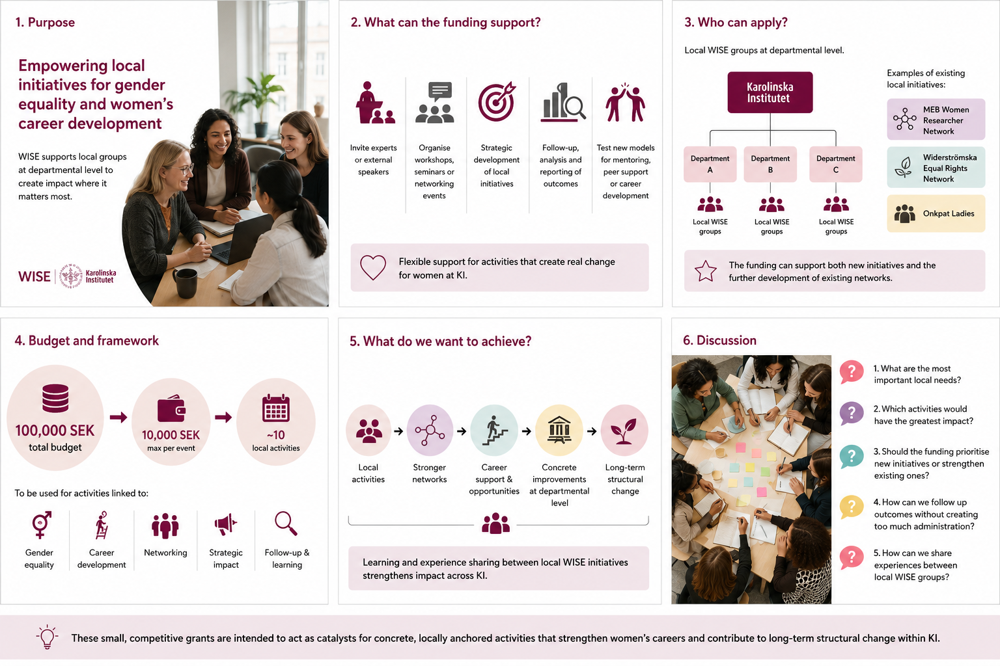 1. Purpose
Empowering local
initiatives for gender
equality and women's
career development
WISE supports local groups
at departmental level to
create impact where it
matters most.
WISE
Karolinska
Institutet
2. What can the funding support?
Invite experts
or external
speakers
Organise
workshops,
seminars or
networking
events
Strategic
development
of local
initiatives
Follow-up,
analysis and
reporting of
outcomes
Test new models
for mentoring,
peer support
or career
development
Flexible support for activities that create real change
for women at KI.
3. Who can apply?
Local WISE groups at departmental level.
Karolinska
Institutet
Department
A
Department
B
Department
C
Local WISE
groups
Local WISE
groups
Local WISE
groups
Examples of existing
local initiatives:
MEB Women
Researcher
Network
Widerströmska
Equal Rights
Network
Onkpat Ladies
The funding can support both new initiatives and the
further development of existing networks.
4. Budget and framework
100,000 SEK
total budget
10,000 SEK
max per event
~10
local activities
To be used for activities linked to:
Gender
equality
Career
development
Networking
Strategic
impact
Follow-up &
learning
5. What do we want to achieve?
Local
activities
Stronger
networks
Career
support &
opportunities
Concrete
improvements
at departmental
level
Long-term
structural
change
Learning and experience sharing between local WISE initiatives
strengthens impact across KI.
6. Discussion
? 1. What are the most
important local needs?
? 2. Which activities would
have the greatest impact?
? 3. Should the funding prioritise
new initiatives or strengthen
existing ones?
? 4. How can we follow up
outcomes without creating
too much administration?
? 5. How can we share
experiences between
local WISE groups?
These small, competitive grants are intended to act as catalysts for concrete, locally anchored activities that strengthen women's careers and contribute to long-term structural change within KI.